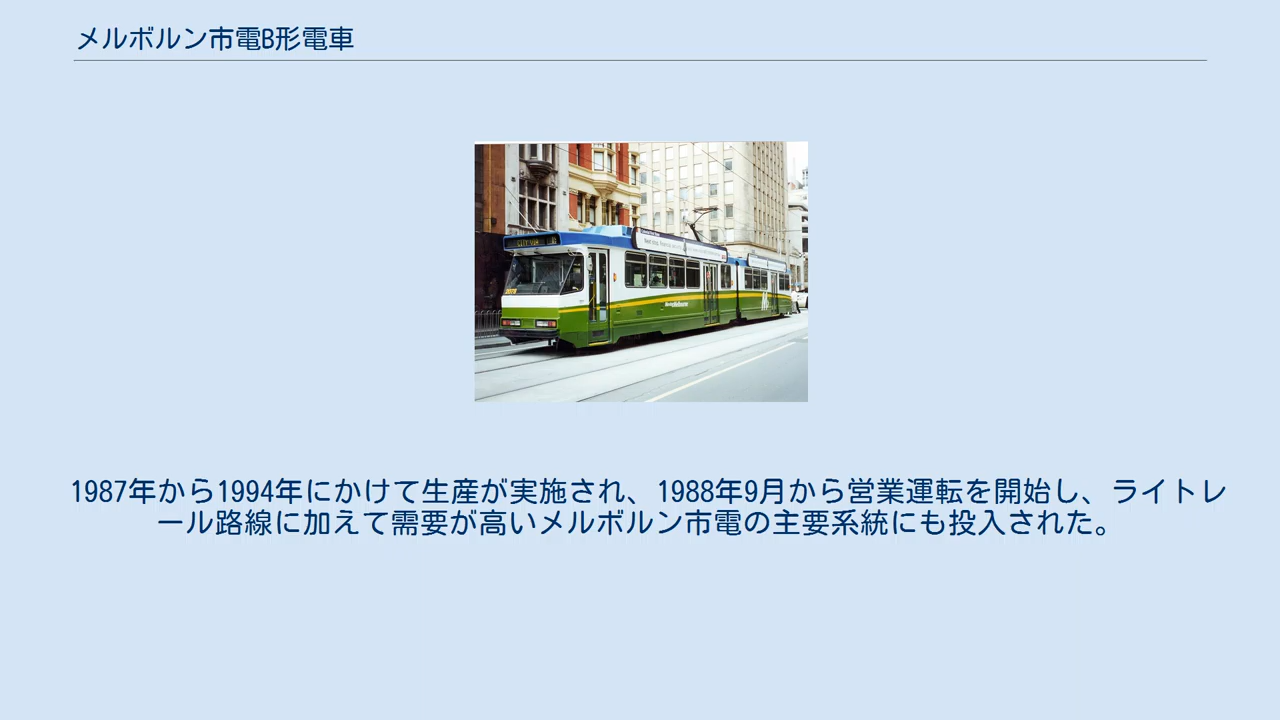 メルボルン市電B形電車
1987年から1994年にかけて生産が実施され、1988年9月から営業運転を開始し、ライトレ
ール路線に加えて需要が高いメルボルン市電の主要系統にも投入された。